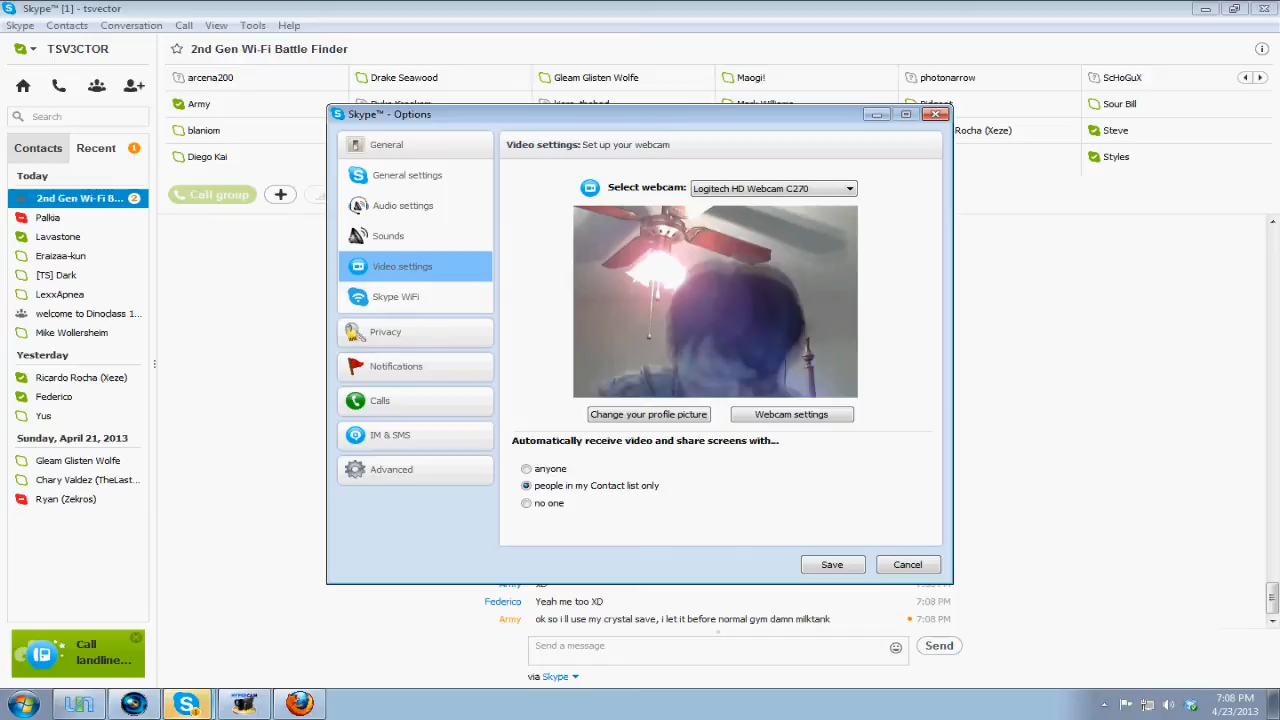 Skype™ [1] - tsvector
Skype Contacts Conversation Call View Tools Help
TSV3CTOR
2nd Gen Wi-Fi Battle Finder
arcena200
Drake Seawood
Gleam Glisten Wolfe
Maogi!
photonarrow
ScHoGuX
Army
Sour Bill
blaniom
Rocha (Xeze)
Steve
Diego Kai
Styles
Search
Contacts Recent 1
Call group
Today
2nd Gen Wi-Fi B... 2
Palkia
Lavastone
Eraizaa-kun
[TS] Dark
LexxApnea
welcome to Dinoclass 1...
Mike Wollersheim
Yesterday
Ricardo Rocha (Xeze)
Federico
Yus
Sunday, April 21, 2013
Gleam Glisten Wolfe
Chary Valdez (TheLast...
Ryan (Zekros)
Call
landline...
Skype™ - Options
General
General settings
Audio settings
Sounds
Video settings
Skype WiFi
Privacy
Notifications
Calls
IM & SMS
Advanced
Video settings: Set up your webcam
Select webcam: Logitech HD Webcam C270
Change your profile picture
Webcam settings
Automatically receive video and share screens with...
anyone
people in my Contact list only
no one
Save
Cancel
Army XD 7:08 PM
Federico Yeah me too XD 7:08 PM
Army ok so i ll use my crystal save, i let it before normal gym damn milktank 7:08 PM
Send a message
Send
via Skype
HYPERCAM
7:08 PM
4/23/2013